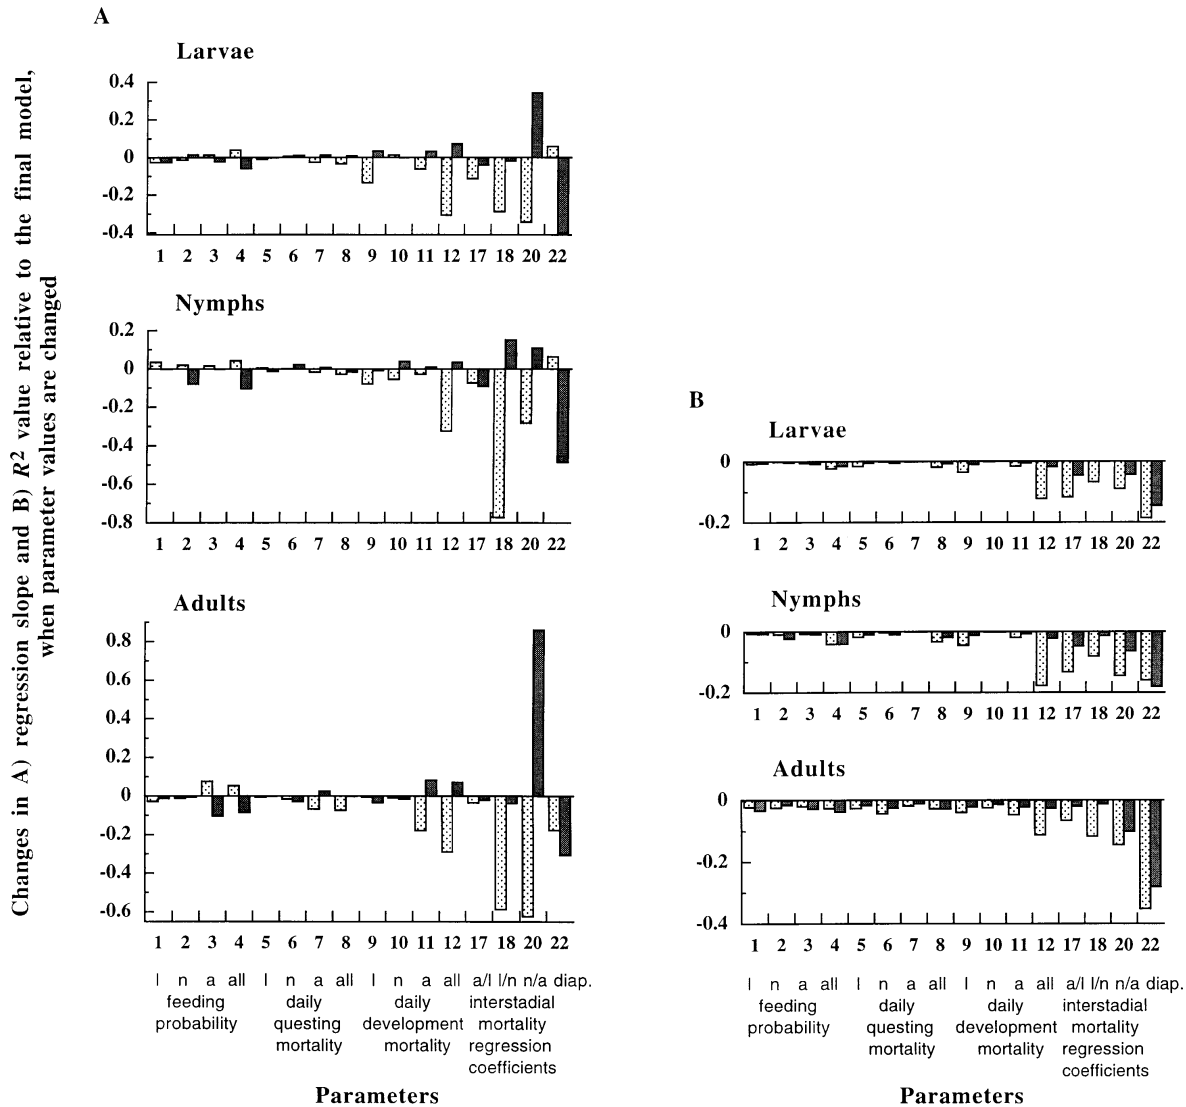 Changes in A) regression slope and B) R² value relative to the final model,
when parameter values are changed
A
Larvae
0.4
0.2
0
-0.2
-0.4
1 2 3 4 5 6 7 8 9 10 11 12 17 18 20 22
Nymphs
0.2
0
-0.2
-0.4
-0.6
-0.8
1 2 3 4 5 6 7 8 9 10 11 12 17 18 20 22
Adults
0.8
0.6
0.4
0.2
0
-0.2
-0.4
-0.6
1 2 3 4 5 6 7 8 9 10 11 12 17 18 20 22
l n a all l n a all l n a all a/l l/n n/a diap.
feeding daily daily interstadial
probability questing development mortality
mortality mortality regression
coefficients
Parameters
B
Larvae
0
-0.2
1 2 3 4 5 6 7 8 9 10 11 12 17 18 20 22
Nymphs
0
-0.2
1 2 3 4 5 6 7 8 9 10 11 12 17 18 20 22
Adults
0
-0.2
-0.4
1 2 3 4 5 6 7 8 9 10 11 12 17 18 20 22
l n a all l n a all l n a all a/l l/n n/a diap.
feeding daily daily interstadial
probability questing development mortality
mortality mortality regression
coefficients
Parameters